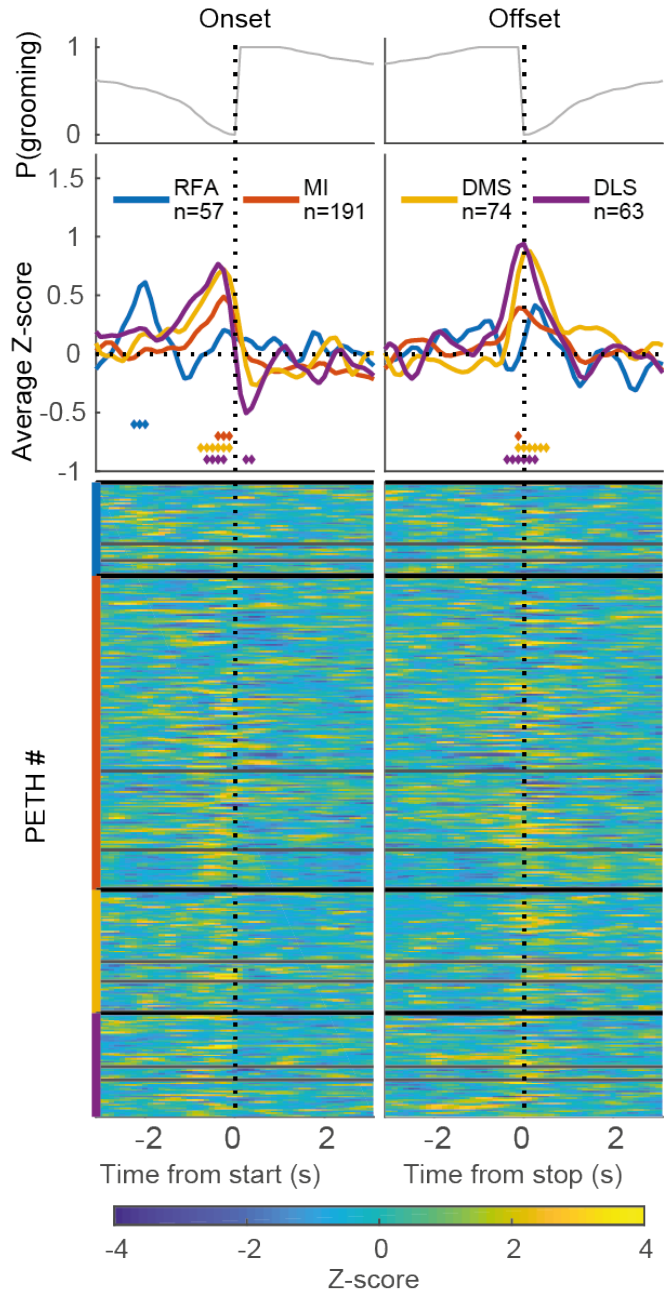 Onset
Offset
P(grooming)
1
0
Average Z-score
1.5
1
0.5
0
-0.5
-1
RFA
n=57
MI
n=191
DMS
n=74
DLS
n=63
PETH #
-2 0 2
-2 0 2
Time from start (s)
Time from stop (s)
-4 -2 0 2 4
Z-score